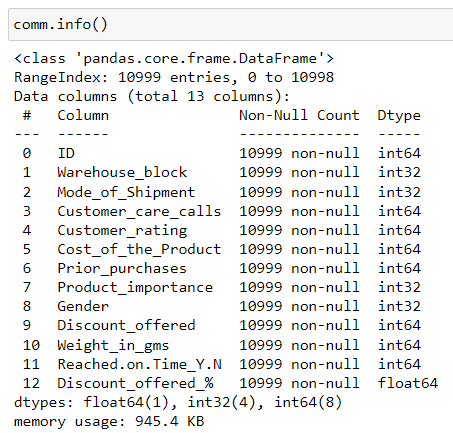 comm.info()
<class 'pandas.core.frame.DataFrame'>
RangeIndex: 10999 entries, 0 to 10998
Data columns (total 13 columns):
 #   Column               Non-Null Count  Dtype
---  ------               --------------  -----
 0   ID                   10999 non-null  int64
 1   Warehouse_block      10999 non-null  int32
 2   Mode_of_Shipment     10999 non-null  int32
 3   Customer_care_calls  10999 non-null  int64
 4   Customer_rating      10999 non-null  int64
 5   Cost_of_the_Product  10999 non-null  int64
 6   Prior_purchases      10999 non-null  int64
 7   Product_importance   10999 non-null  int32
 8   Gender               10999 non-null  int32
 9   Discount_offered     10999 non-null  int64
 10  Weight_in_gms        10999 non-null  int64
 11  Reached.on.Time_Y.N  10999 non-null  int64
 12  Discount_offered_%   10999 non-null  float64
dtypes: float64(1), int32(4), int64(8)
memory usage: 945.4 KB